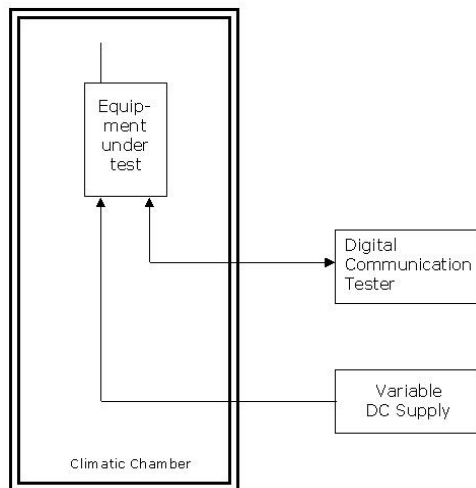 Equip-
ment
under
test
Digital
Communication
Tester
Variable
DC Supply
Climatic Chamber